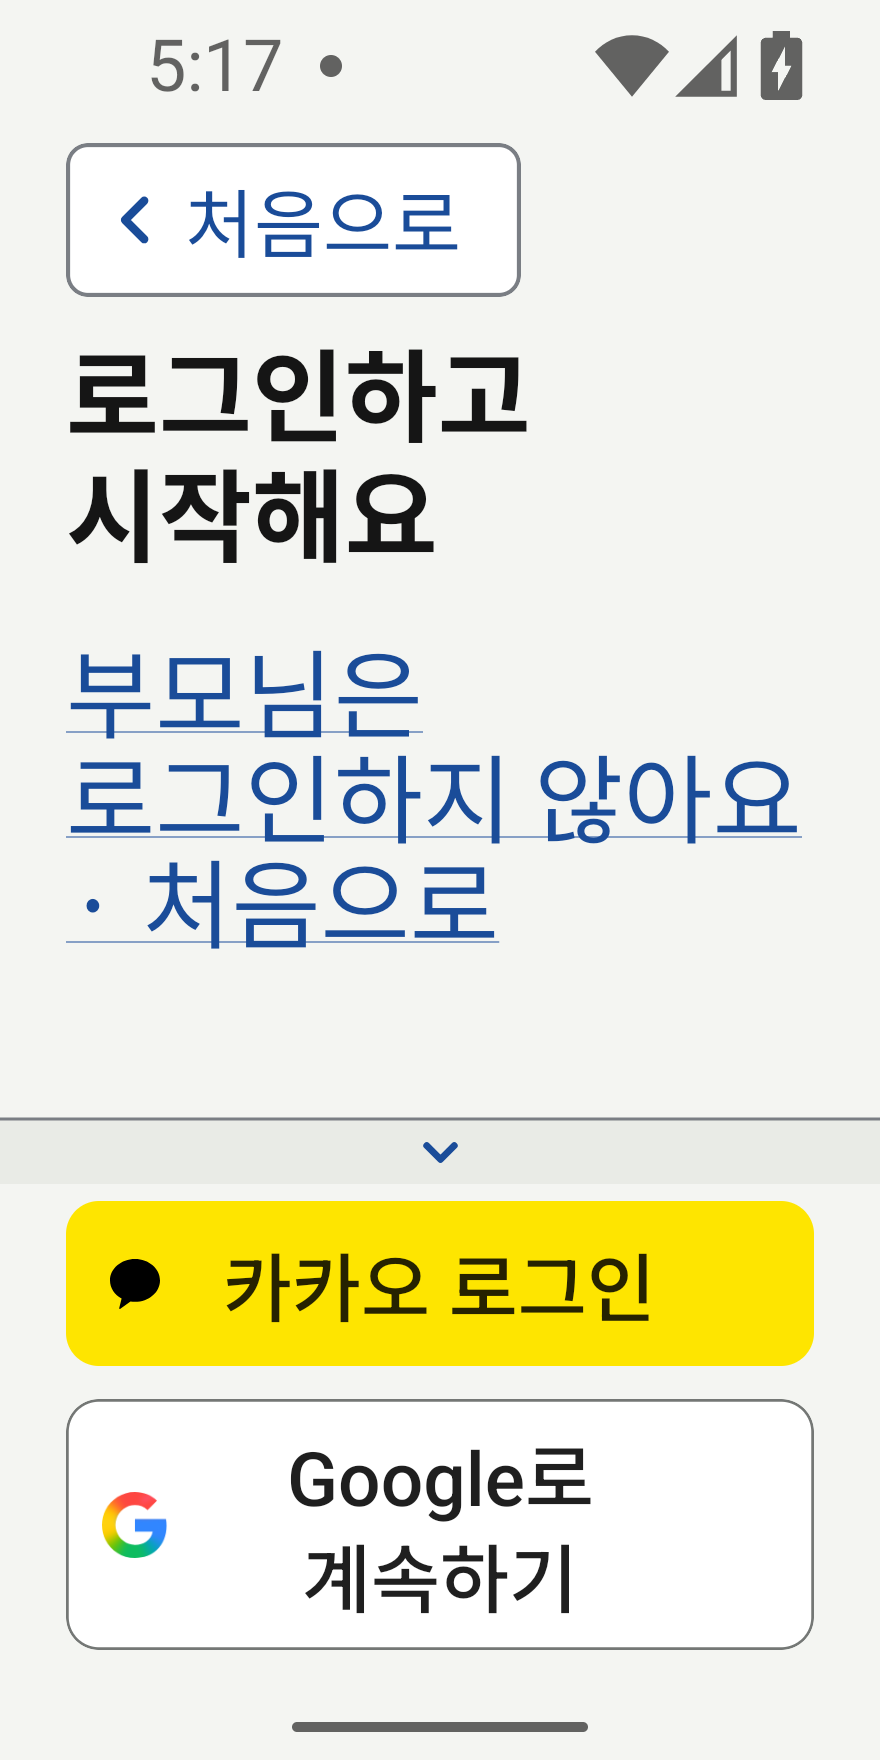 5:17
처음으로
로그인하고
시작해요
부모님은
로그인하지 않아요
· 처음으로
카카오 로그인
Google로
계속하기